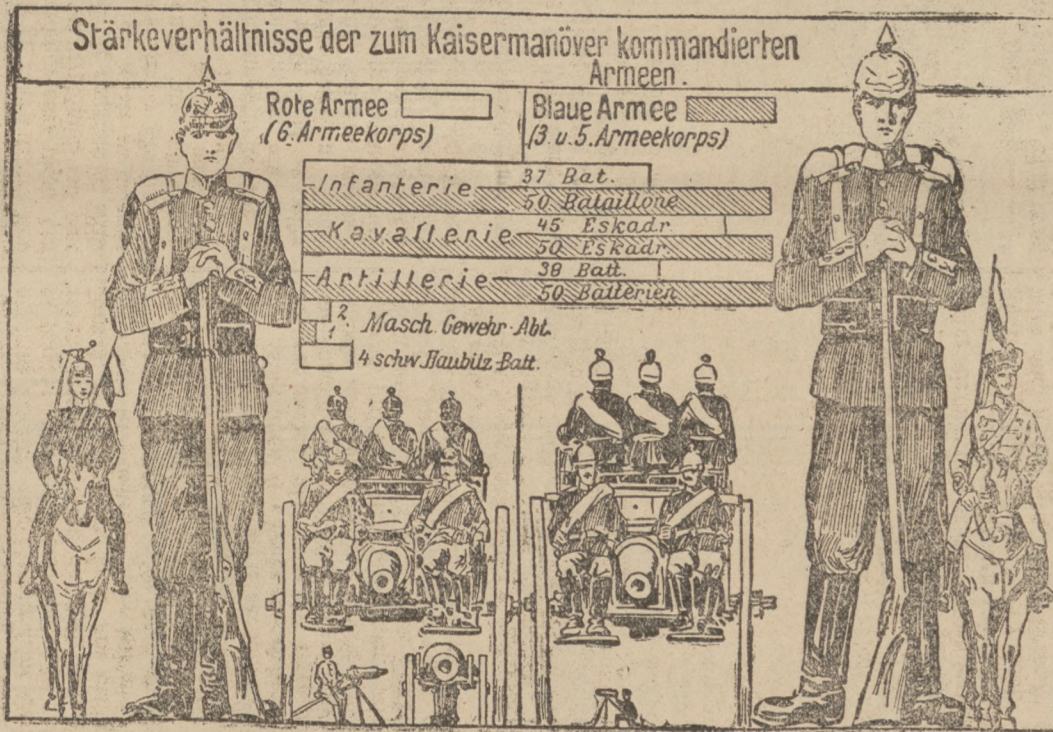 Stärkeverhältnisse der zum Kaisermanöver kommandierten
Armeen.
Rote Armee
(6. Armeekorps)
Blaue Armee
(3. u. 5. Armeekorps)
Infanterie 37 Bat.
50 Bataillone
Kavallerie 45 Eskadr.
50 Eskadr.
Artillerie 38 Batt.
50 Batterien
2
1 Masch. Gewehr-Abt.
4 schw. Haubitz-Batt.